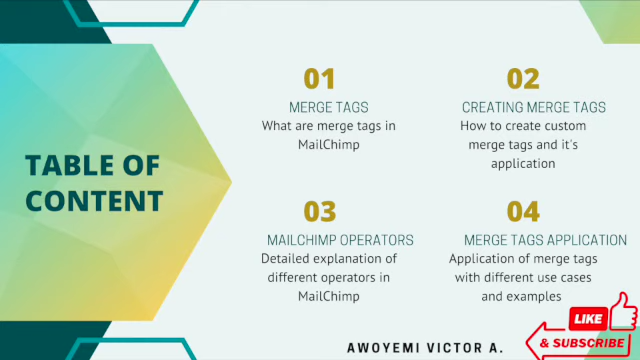 TABLE OF
CONTENT
01
MERGE TAGS
What are merge tags in
MailChimp
02
CREATING MERGE TAGS
How to create custom
merge tags and it's
application
03
MAILCHIMP OPERATORS
Detailed explanation of
different operators in
MailChimp
04
MERGE TAGS APPLICATION
Application of merge tags
with different use cases
and examples
AWOYEMI VICTOR A.
LIKE
& SUBSCRIBE